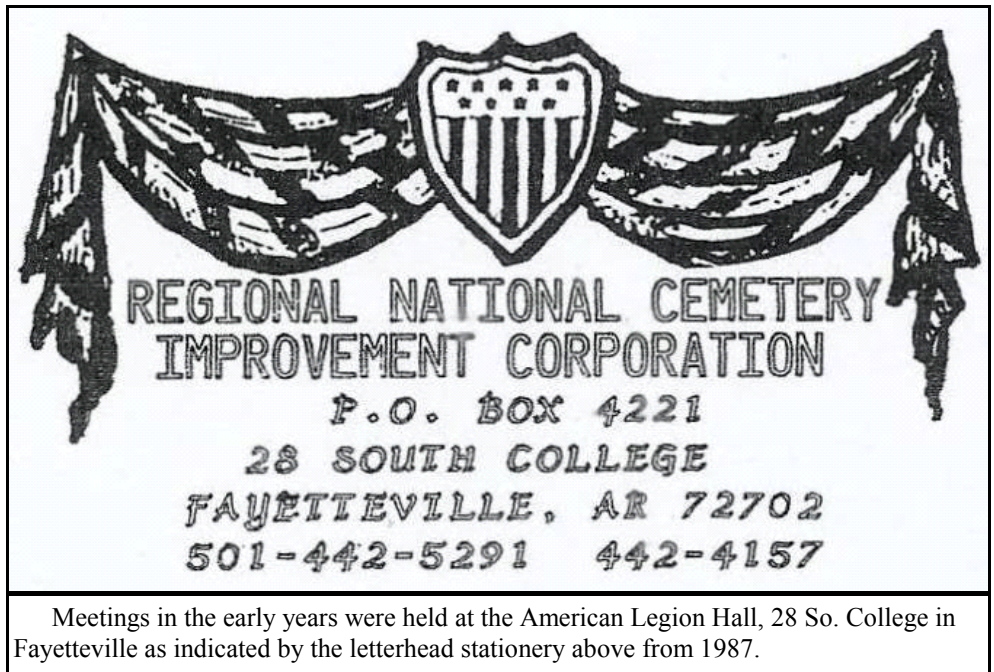 REGIONAL NATIONAL CEMETERY
IMPROVEMENT CORPORATION
P.O. BOX 4221
28 SOUTH COLLEGE
FAYETTEVILLE, AR 72702
501-442-5291 442-4157
Meetings in the early years were held at the American Legion Hall, 28 So. College in
Fayetteville as indicated by the letterhead stationery above from 1987.